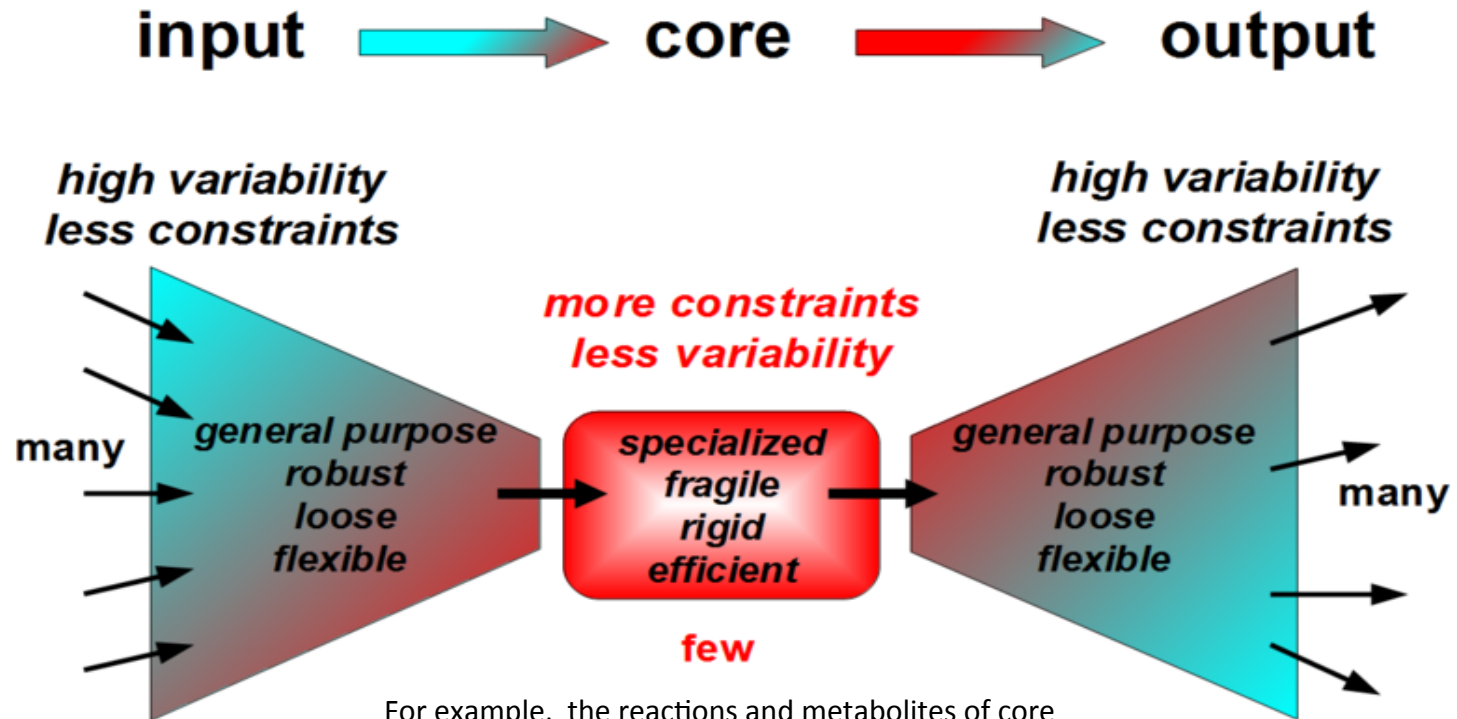 input
core
output
high variability
less constraints
high variability
less constraints
more constraints
less variability
many
general purpose
robust
loose
flexible
specialized
fragile
rigid
efficient
general purpose
robust
loose
flexible
many
few
For example, the reactions and metabolites of core